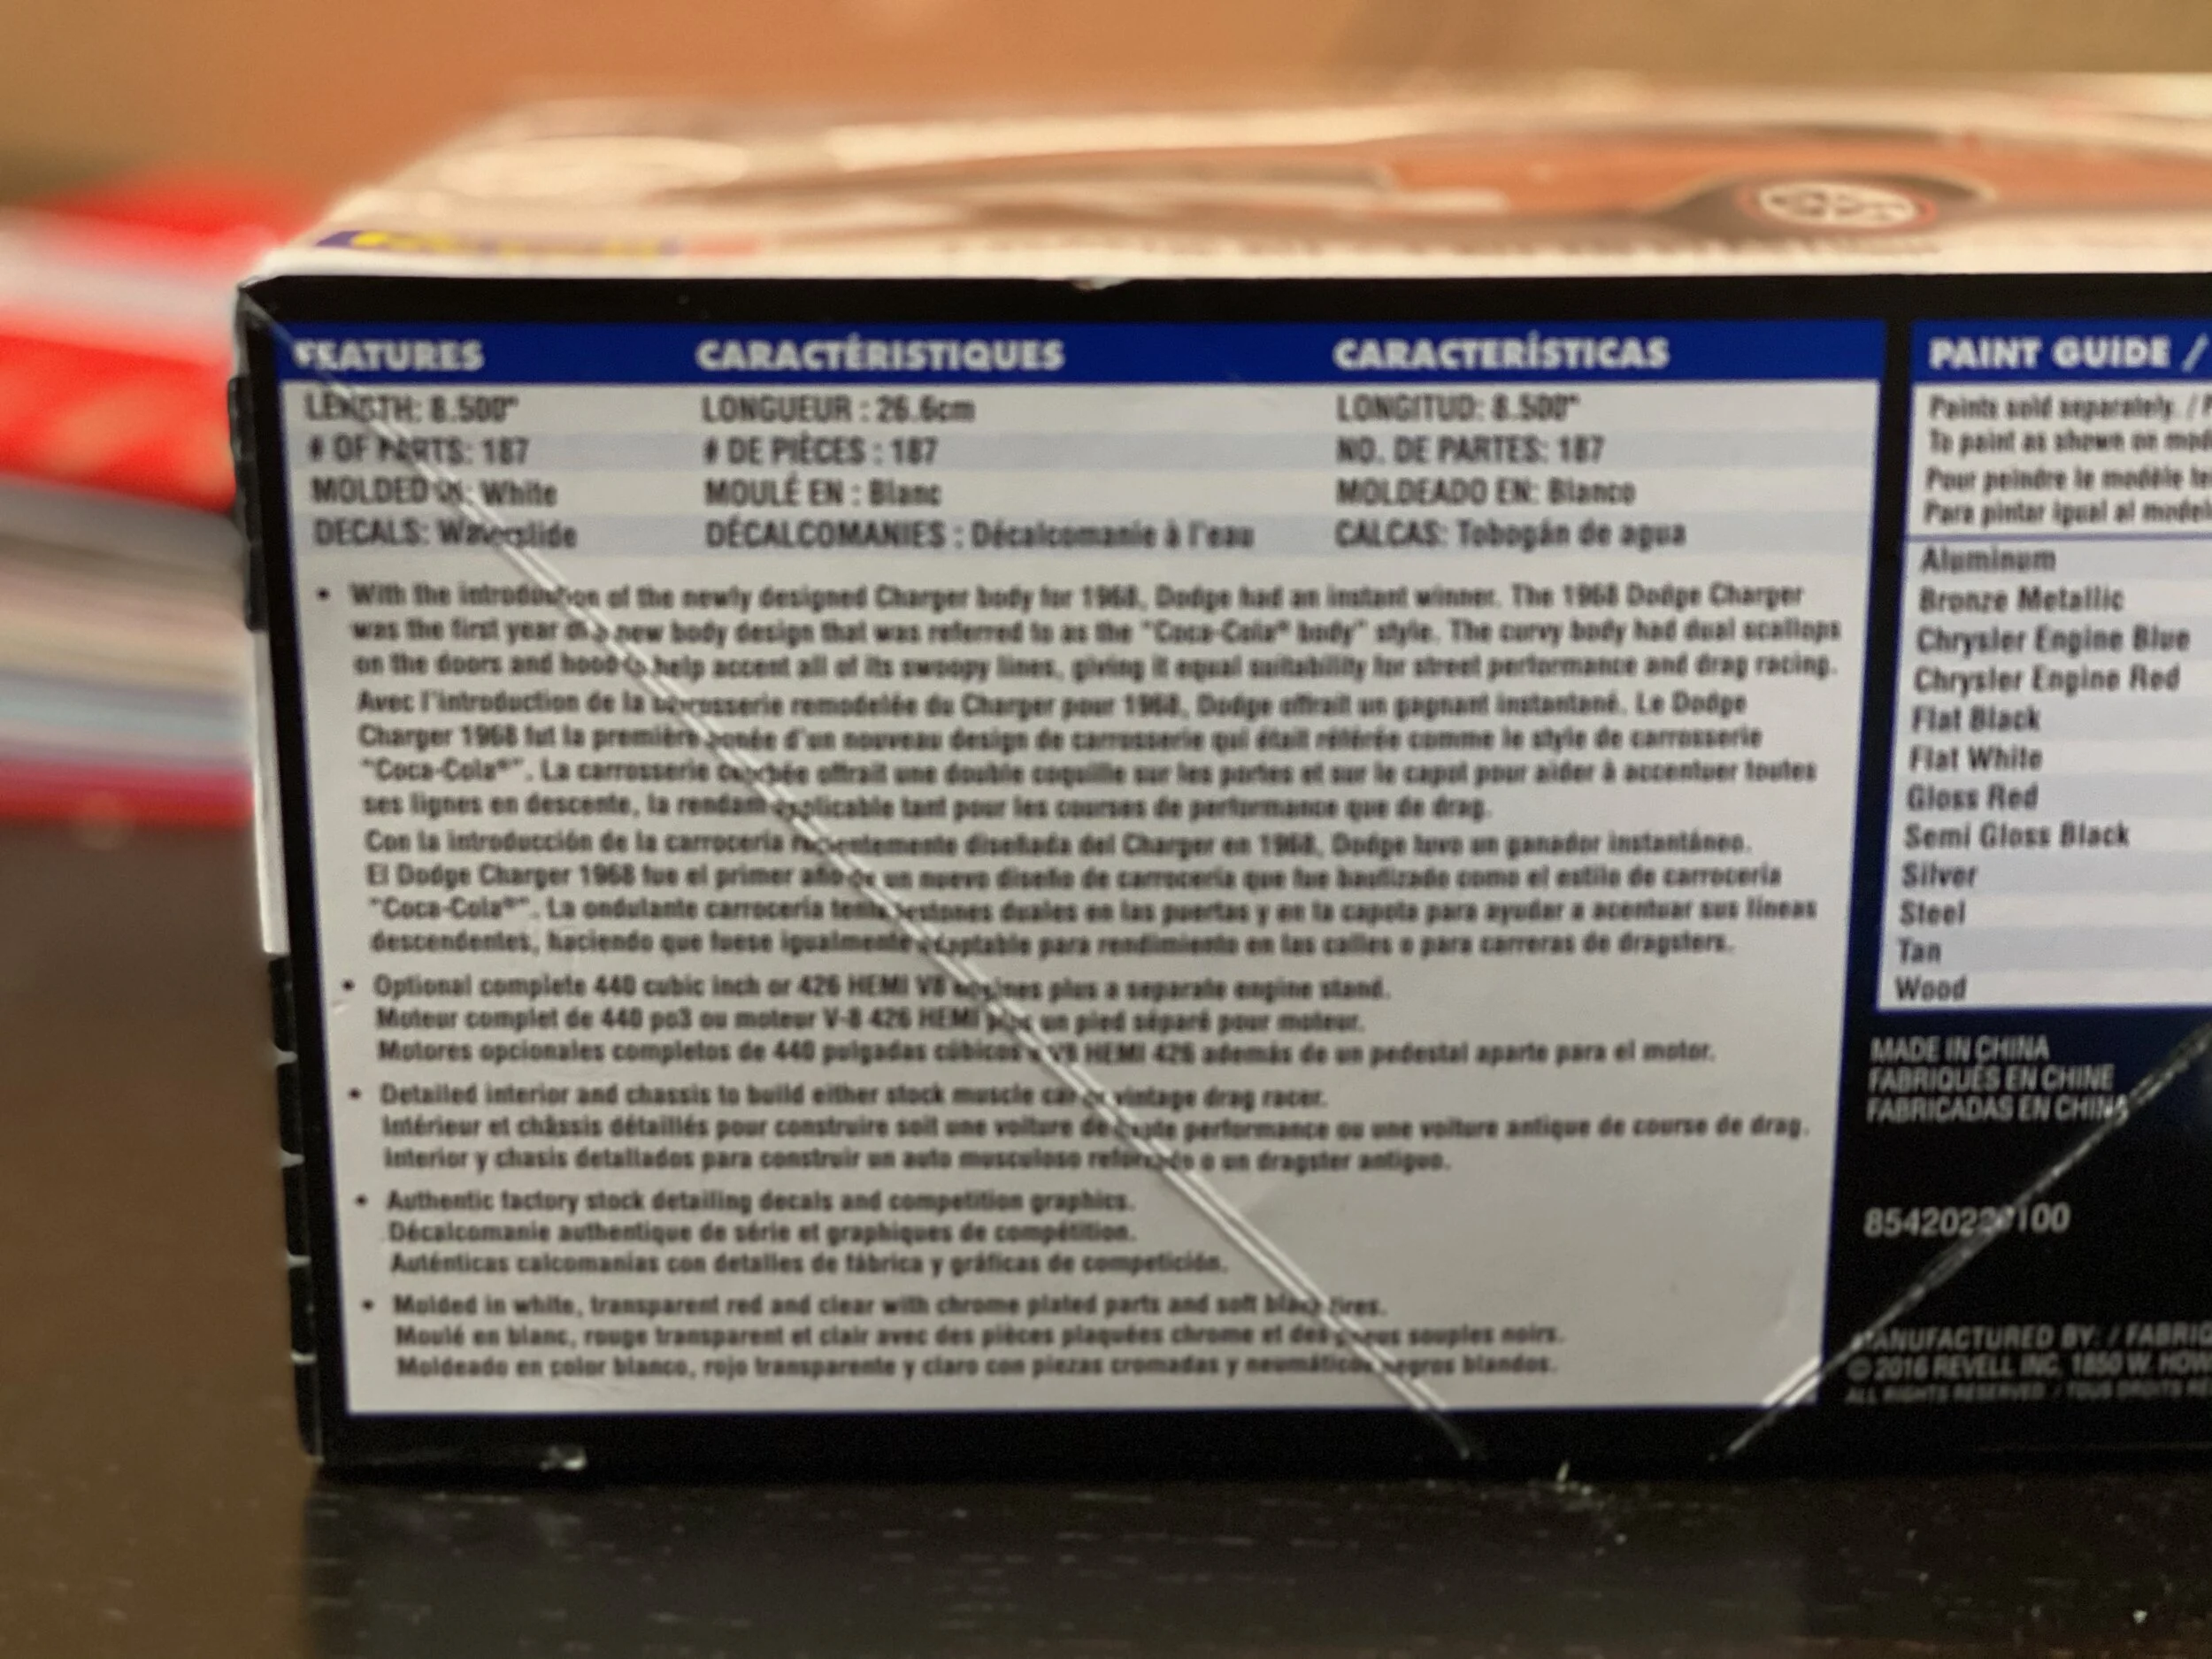 FEATURES CARACTÉRISTIQUES CARACTERÍSTICAS
LENGTH: 8.500" LONGUEUR : 26.6cm LONGITUD: 8.500"
# OF PARTS: 187 # DE PIÈCES : 187 NO. DE PARTES: 187
MOLDED IN: White MOULÉ EN : Blanc MOLDEADO EN: Blanco
DECALS: Waterslide DÉCALCOMANIES : Décalcomanie à l'eau CALCAS: Tobogán de agua
• With the introduction of the newly designed Charger body for 1968, Dodge had an instant winner. The 1968 Dodge Charger
was the first year of a new body design that was referred to as the "Coca-Cola® body" style. The curvy body had dual scallops
on the doors and hood to help accent all of its swoopy lines, giving it equal suitability for street performance and drag racing.
Avec l'introduction de la carrosserie remodelée du Charger pour 1968, Dodge offrait un gagnant instantané. Le Dodge
Charger 1968 fut la première année d'un nouveau design de carrosserie qui était référée comme le style de carrosserie
"Coca-Cola®". La carrosserie courbée offrait une double coquille sur les portes et sur le capot pour aider à accentuer toutes
ses lignes en descente, la rendant applicable tant pour les courses de performance que de drag.
Con la introducción de la carrocería recientemente diseñada del Charger en 1968, Dodge tuvo un ganador instantáneo.
El Dodge Charger 1968 fue el primer año de un nuevo diseño de carrocería que fue bautizado como el estilo de carrocería
"Coca-Cola®". La ondulante carrocería tenía festones duales en las puertas y en la capota para ayudar a acentuar sus líneas
descendentes, haciendo que fuese igualmente adaptable para rendimiento en las calles o para carreras de dragsters.
• Optional complete 440 cubic inch or 426 HEMI V8 engines plus a separate engine stand.
Moteur complet de 440 po3 ou moteur V-8 426 HEMI plus un pied séparé pour moteur.
Motores opcionales completos de 440 pulgadas cúbicos o V8 HEMI 426 además de un pedestal aparte para el motor.
• Detailed interior and chassis to build either stock muscle car or vintage drag racer.
Intérieur et châssis détaillés pour construire soit une voiture de haute performance ou une voiture antique de course de drag.
Interior y chasis detallados para construir un auto musculoso reforzado o un dragster antiguo.
• Authentic factory stock detailing decals and competition graphics.
Décalcomanie authentique de série et graphiques de compétition.
Auténticas calcomanías con detalles de fábrica y gráficas de competición.
• Molded in white, transparent red and clear with chrome plated parts and soft black tires.
Moulé en blanc, rouge transparent et clair avec des pièces plaquées chrome et des pneus souples noirs.
Moldeado en color blanco, rojo transparente y claro con piezas cromadas y neumáticos negros blandos.
PAINT GUIDE /
Paints sold separately. /
To paint as shown on
Pour peindre le modèle
Para pintar igual al
Aluminum
Bronze Metallic
Chrysler Engine Blue
Chrysler Engine Red
Flat Black
Flat White
Gloss Red
Semi Gloss Black
Silver
Steel
Tan
Wood
MADE IN CHINA
FABRIQUÉS EN CHINE
FABRICADAS EN CHINA
MANUFACTURED BY: /
© 2016 REVELL INC, 1850 W.
ALL RIGHTS RESERVED / TOUS DROITS